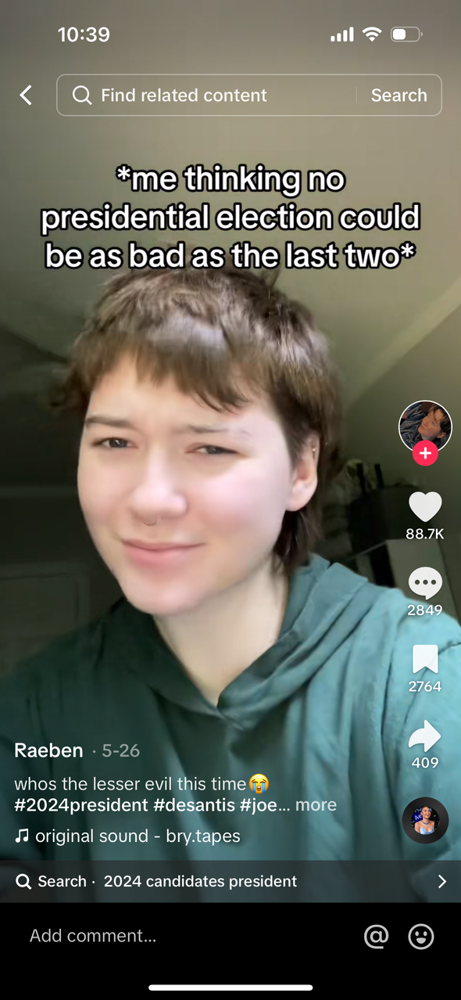 10:39
Find related content
Search
*me thinking no
presidential election could
be as bad as the last two*
88.7K
2849
2764
409
Raeben · 5-26
whos the lesser evil this time😭
#2024president #desantis #joe... more
original sound - bry.tapes
Search · 2024 candidates president
Add comment...
@